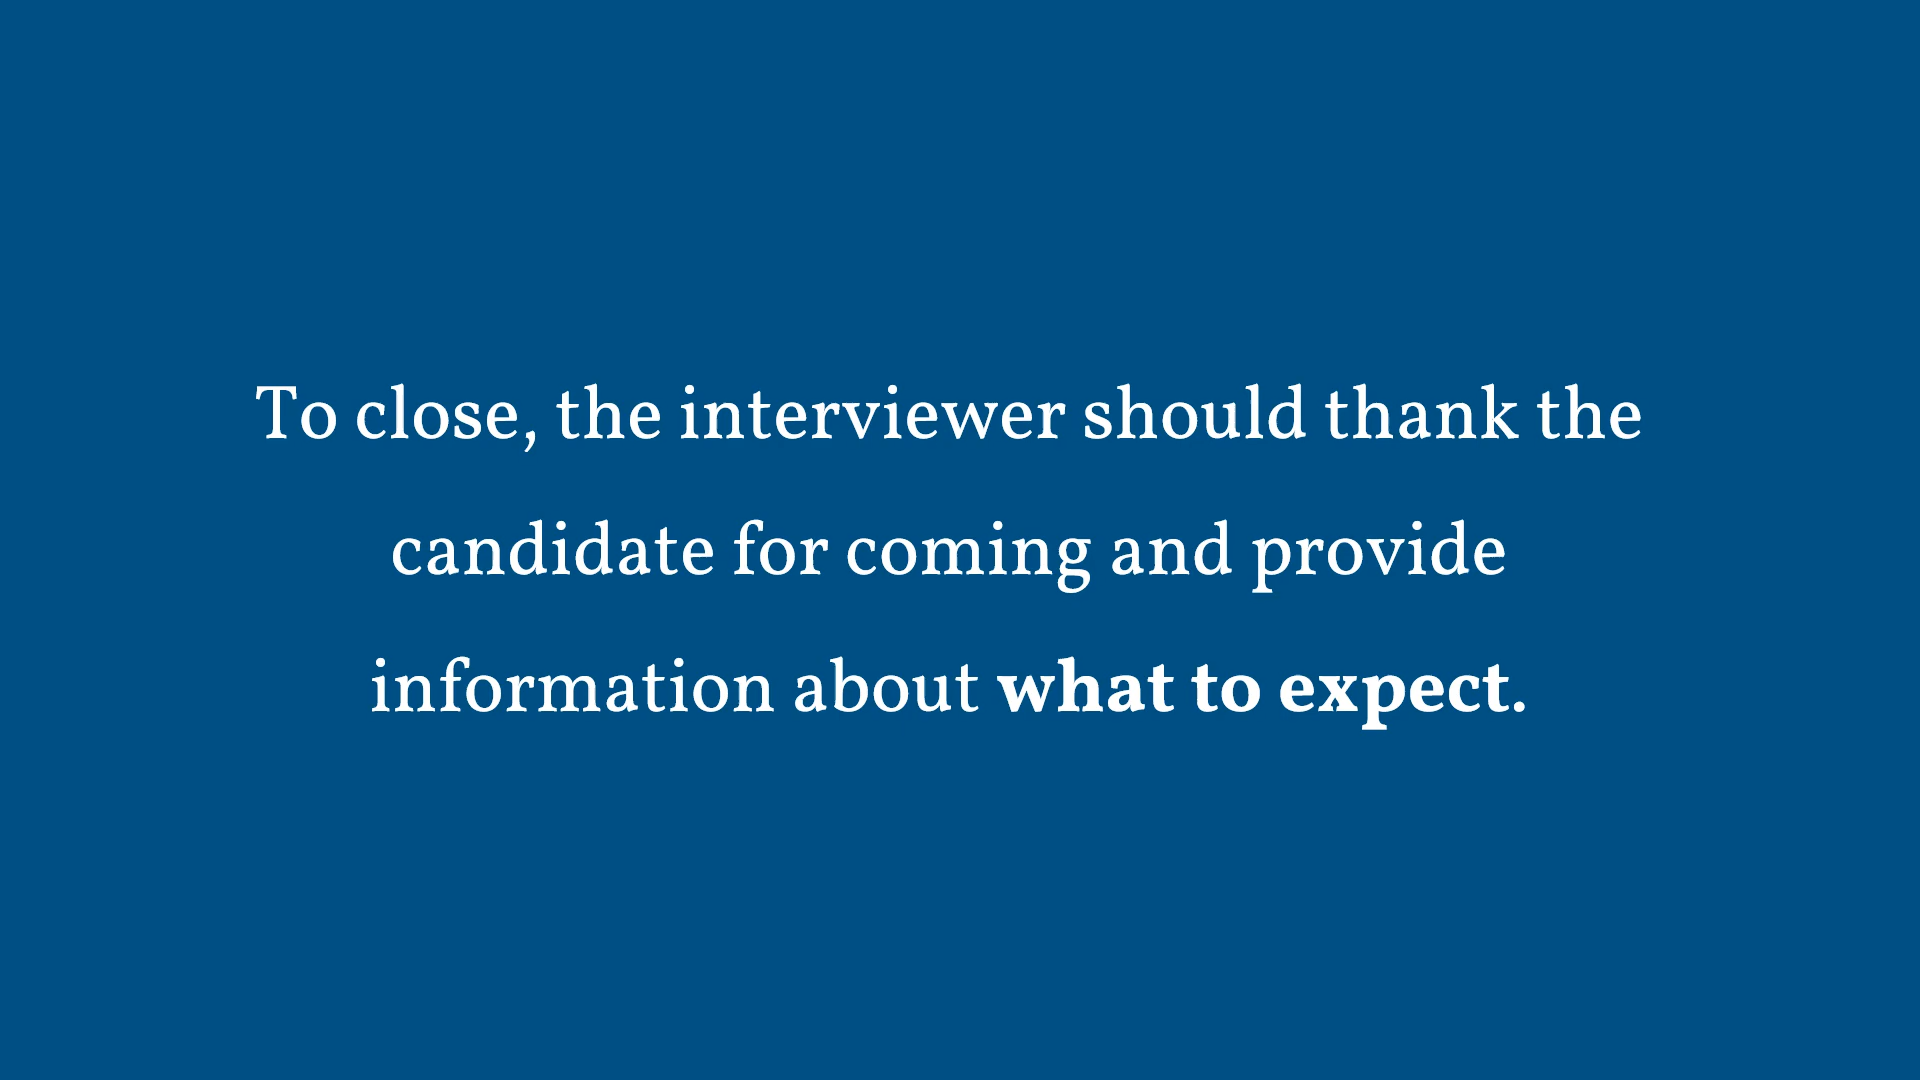 To close, the interviewer should thank the
candidate for coming and provide
information about what to expect.